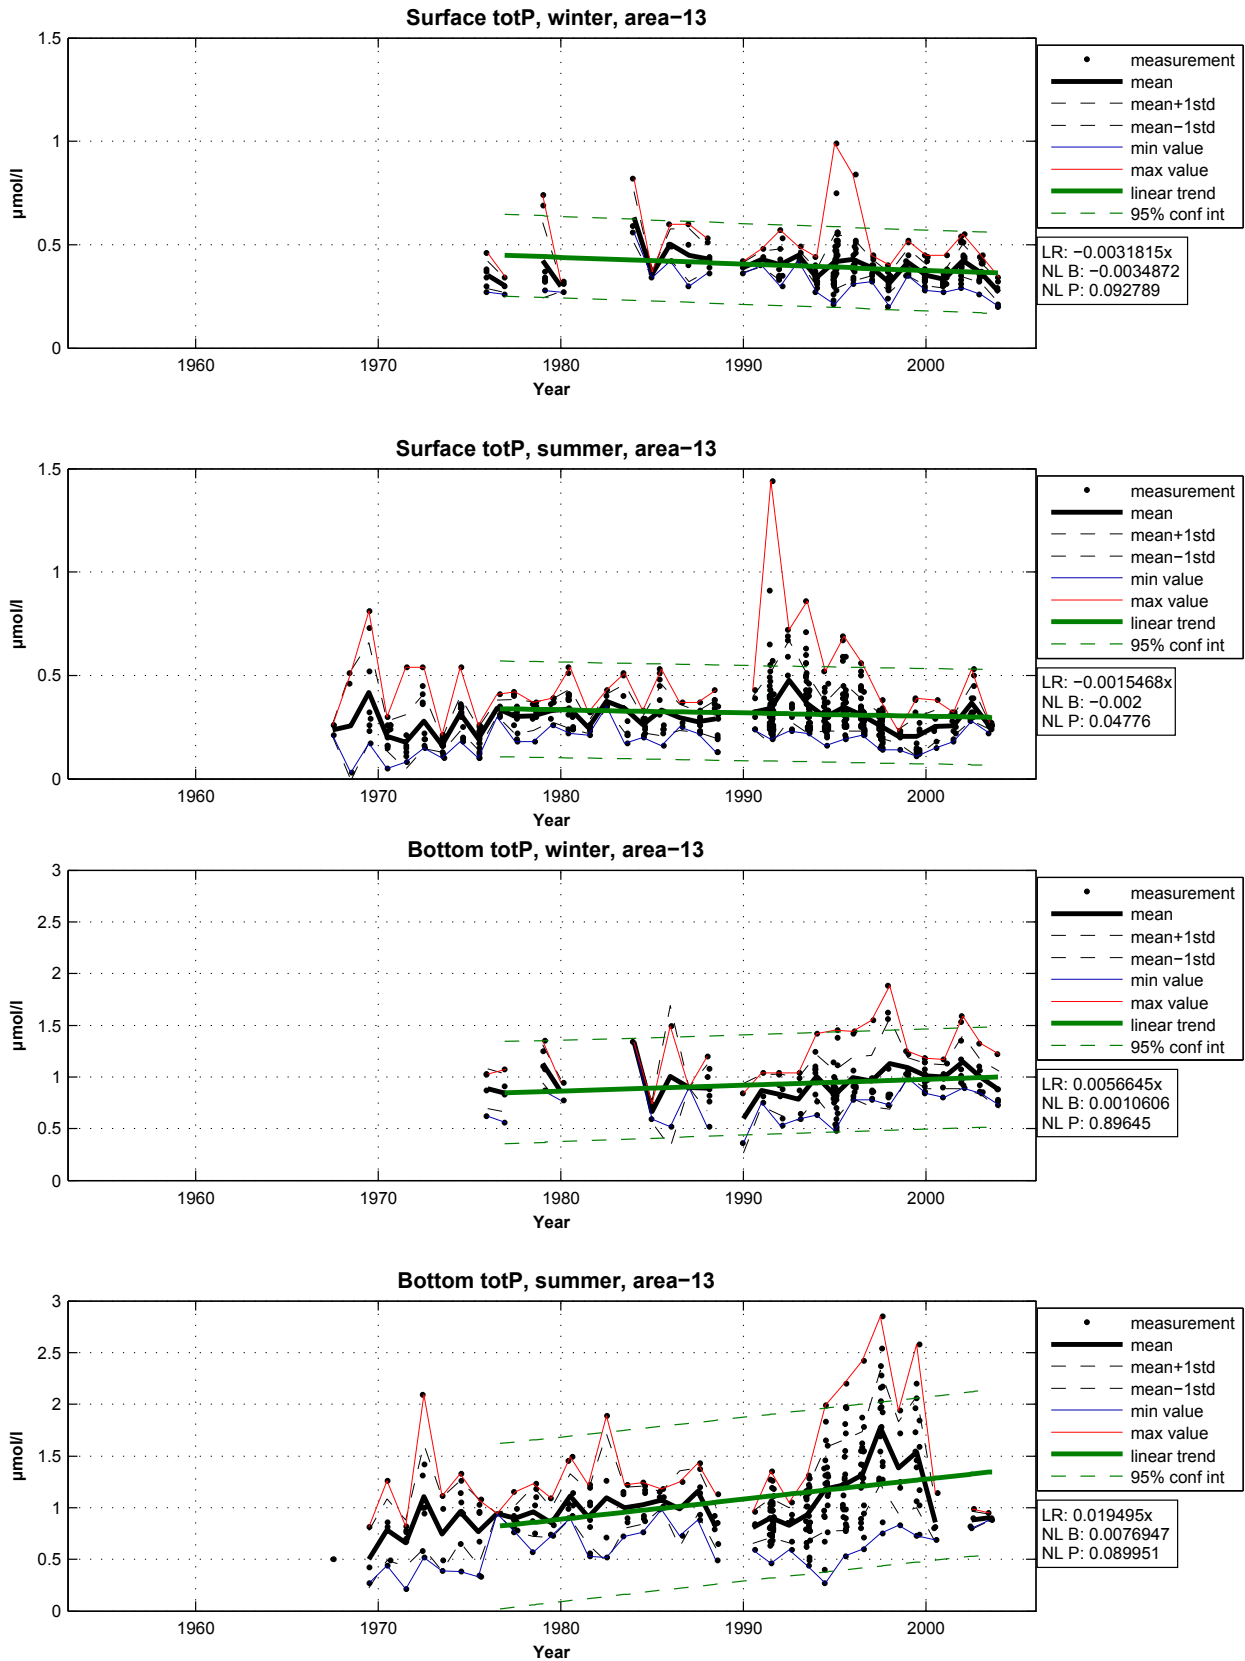 Surface totP, winter, area−13
1.5
1
0.5
0
µmol/l
1960 1970 1980 1990 2000
Year
measurement
mean
mean+1std
mean−1std
min value
max value
linear trend
95% conf int
LR: −0.0031815x
NL B: −0.0034872
NL P: 0.092789
Surface totP, summer, area−13
1.5
1
0.5
0
µmol/l
1960 1970 1980 1990 2000
Year
measurement
mean
mean+1std
mean−1std
min value
max value
linear trend
95% conf int
LR: −0.0015468x
NL B: −0.002
NL P: 0.04776
Bottom totP, winter, area−13
3
2.5
2
1.5
1
0.5
0
µmol/l
1960 1970 1980 1990 2000
Year
measurement
mean
mean+1std
mean−1std
min value
max value
linear trend
95% conf int
LR: 0.0056645x
NL B: 0.0010606
NL P: 0.89645
Bottom totP, summer, area−13
3
2.5
2
1.5
1
0.5
0
µmol/l
1960 1970 1980 1990 2000
Year
measurement
mean
mean+1std
mean−1std
min value
max value
linear trend
95% conf int
LR: 0.019495x
NL B: 0.0076947
NL P: 0.089951